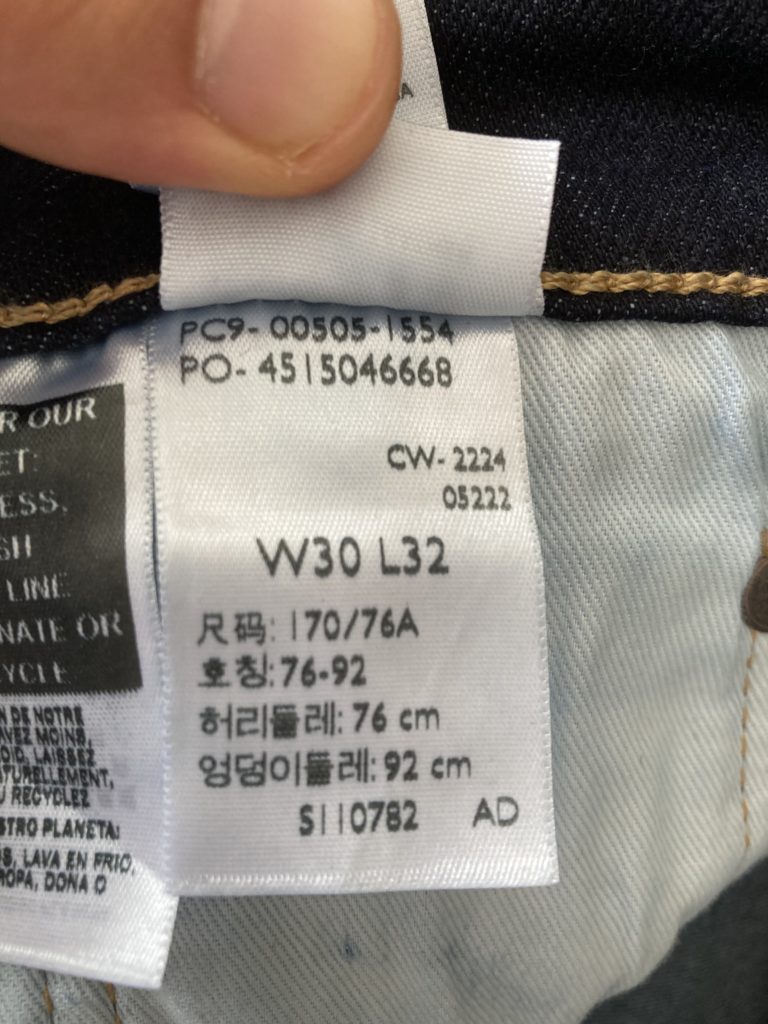 PC9- 00505-1554
PO- 4515046668
CW- 2224
05222
W30 L32
尺码: 170/76A
호칭: 76-92
허리둘레: 76 cm
엉덩이둘레: 92 cm
S110782 AD
R OUR
ET:
ESS,
SH
LINE
NATE OR
YCLE
N DE NOTRE
AVEZ MOINS,
OID, LAISSEZ
TURELLEMENT,
U RECYCLEZ
STRO PLANETA:
S, LAVA EN FRIO,
ROPA, DONA O